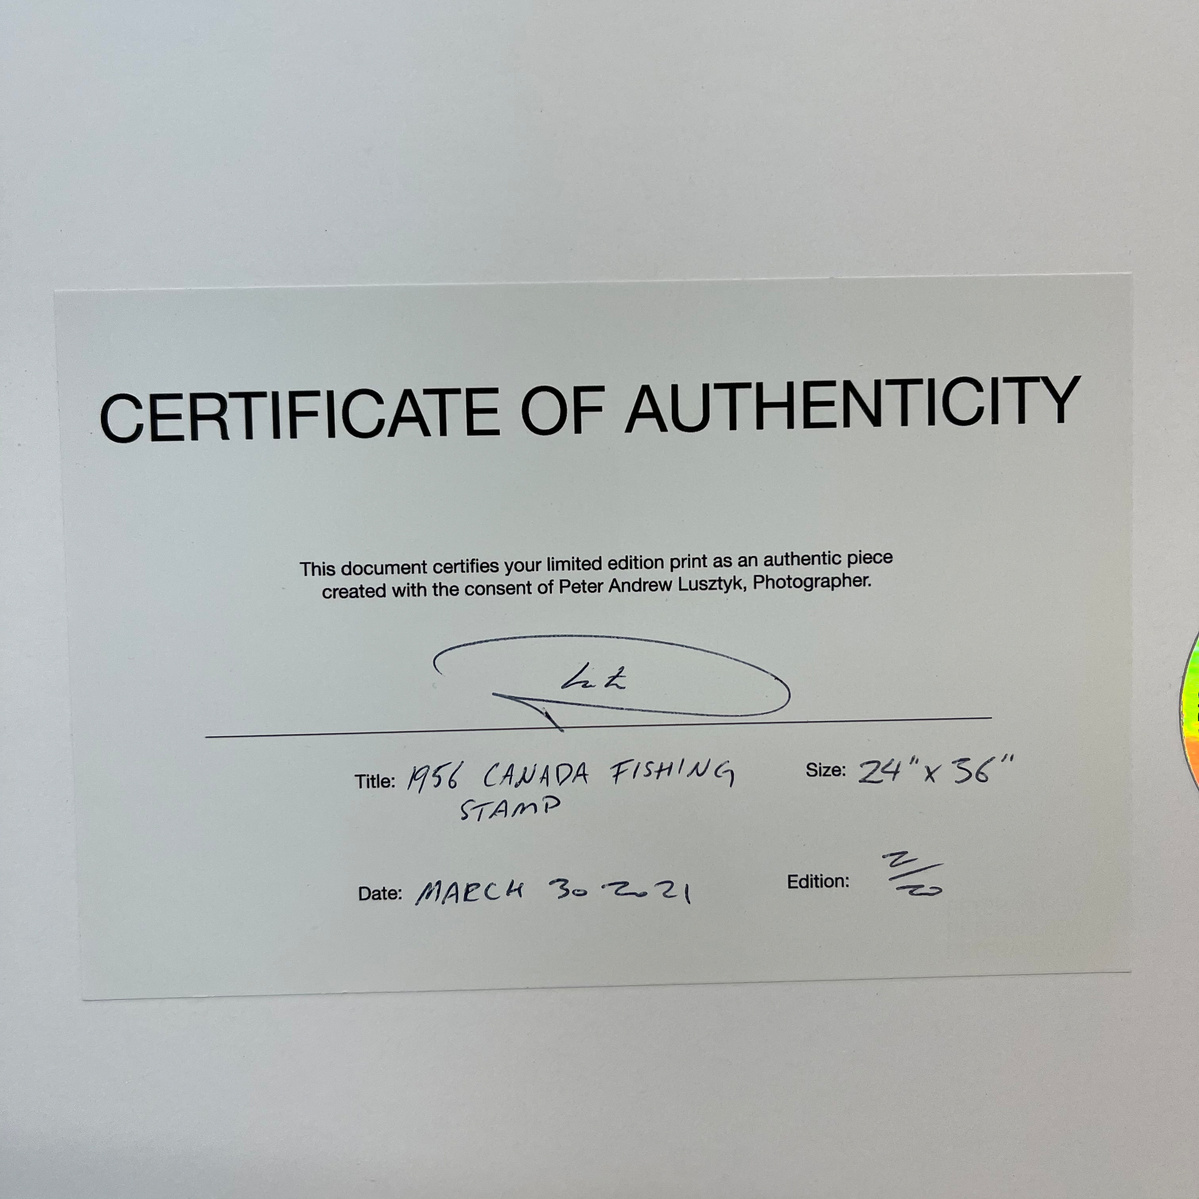 CERTIFICATE OF AUTHENTICITY
This document certifies your limited edition print as an authentic piece
created with the consent of Peter Andrew Lusztyk, Photographer.
Title: 1956 CANADA FISHING
STAMP
Size: 24" x 36"
Date: MARCH 30 2021
Edition: 2/20